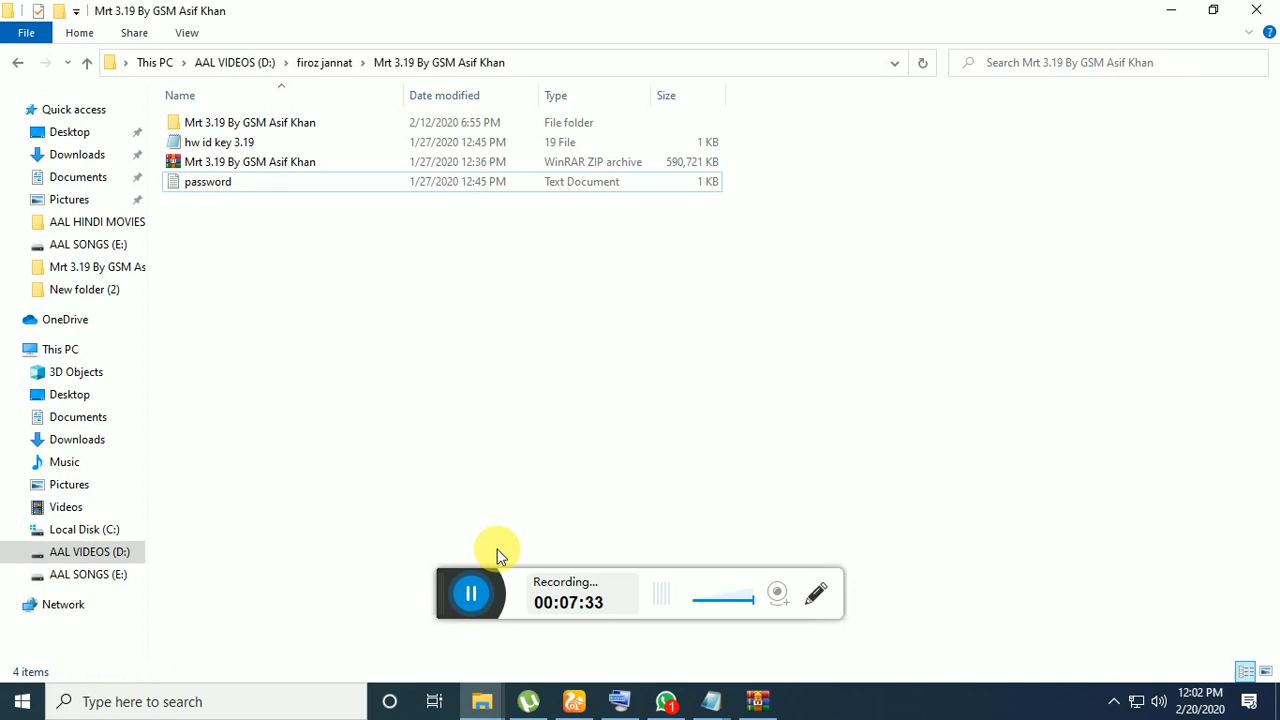 Mrt 3.19 By GSM Asif Khan
File Home Share View
This PC AAL VIDEOS (D:) firoz jannat Mrt 3.19 By GSM Asif Khan
Search Mrt 3.19 By GSM Asif Khan
Name Date modified Type Size
Mrt 3.19 By GSM Asif Khan 2/12/2020 6:55 PM File folder
hw id key 3.19 1/27/2020 12:45 PM 19 File 1 KB
Mrt 3.19 By GSM Asif Khan 1/27/2020 12:36 PM WinRAR ZIP archive 590,721 KB
password 1/27/2020 12:45 PM Text Document 1 KB
Quick access
Desktop
Downloads
Documents
Pictures
AAL HINDI MOVIES
AAL SONGS (E:)
Mrt 3.19 By GSM As
New folder (2)
OneDrive
This PC
3D Objects
Desktop
Documents
Downloads
Music
Pictures
Videos
Local Disk (C:)
AAL VIDEOS (D:)
AAL SONGS (E:)
Network
Recording...
00:07:33
4 items
Type here to search
1
12:02 PM
2/20/2020